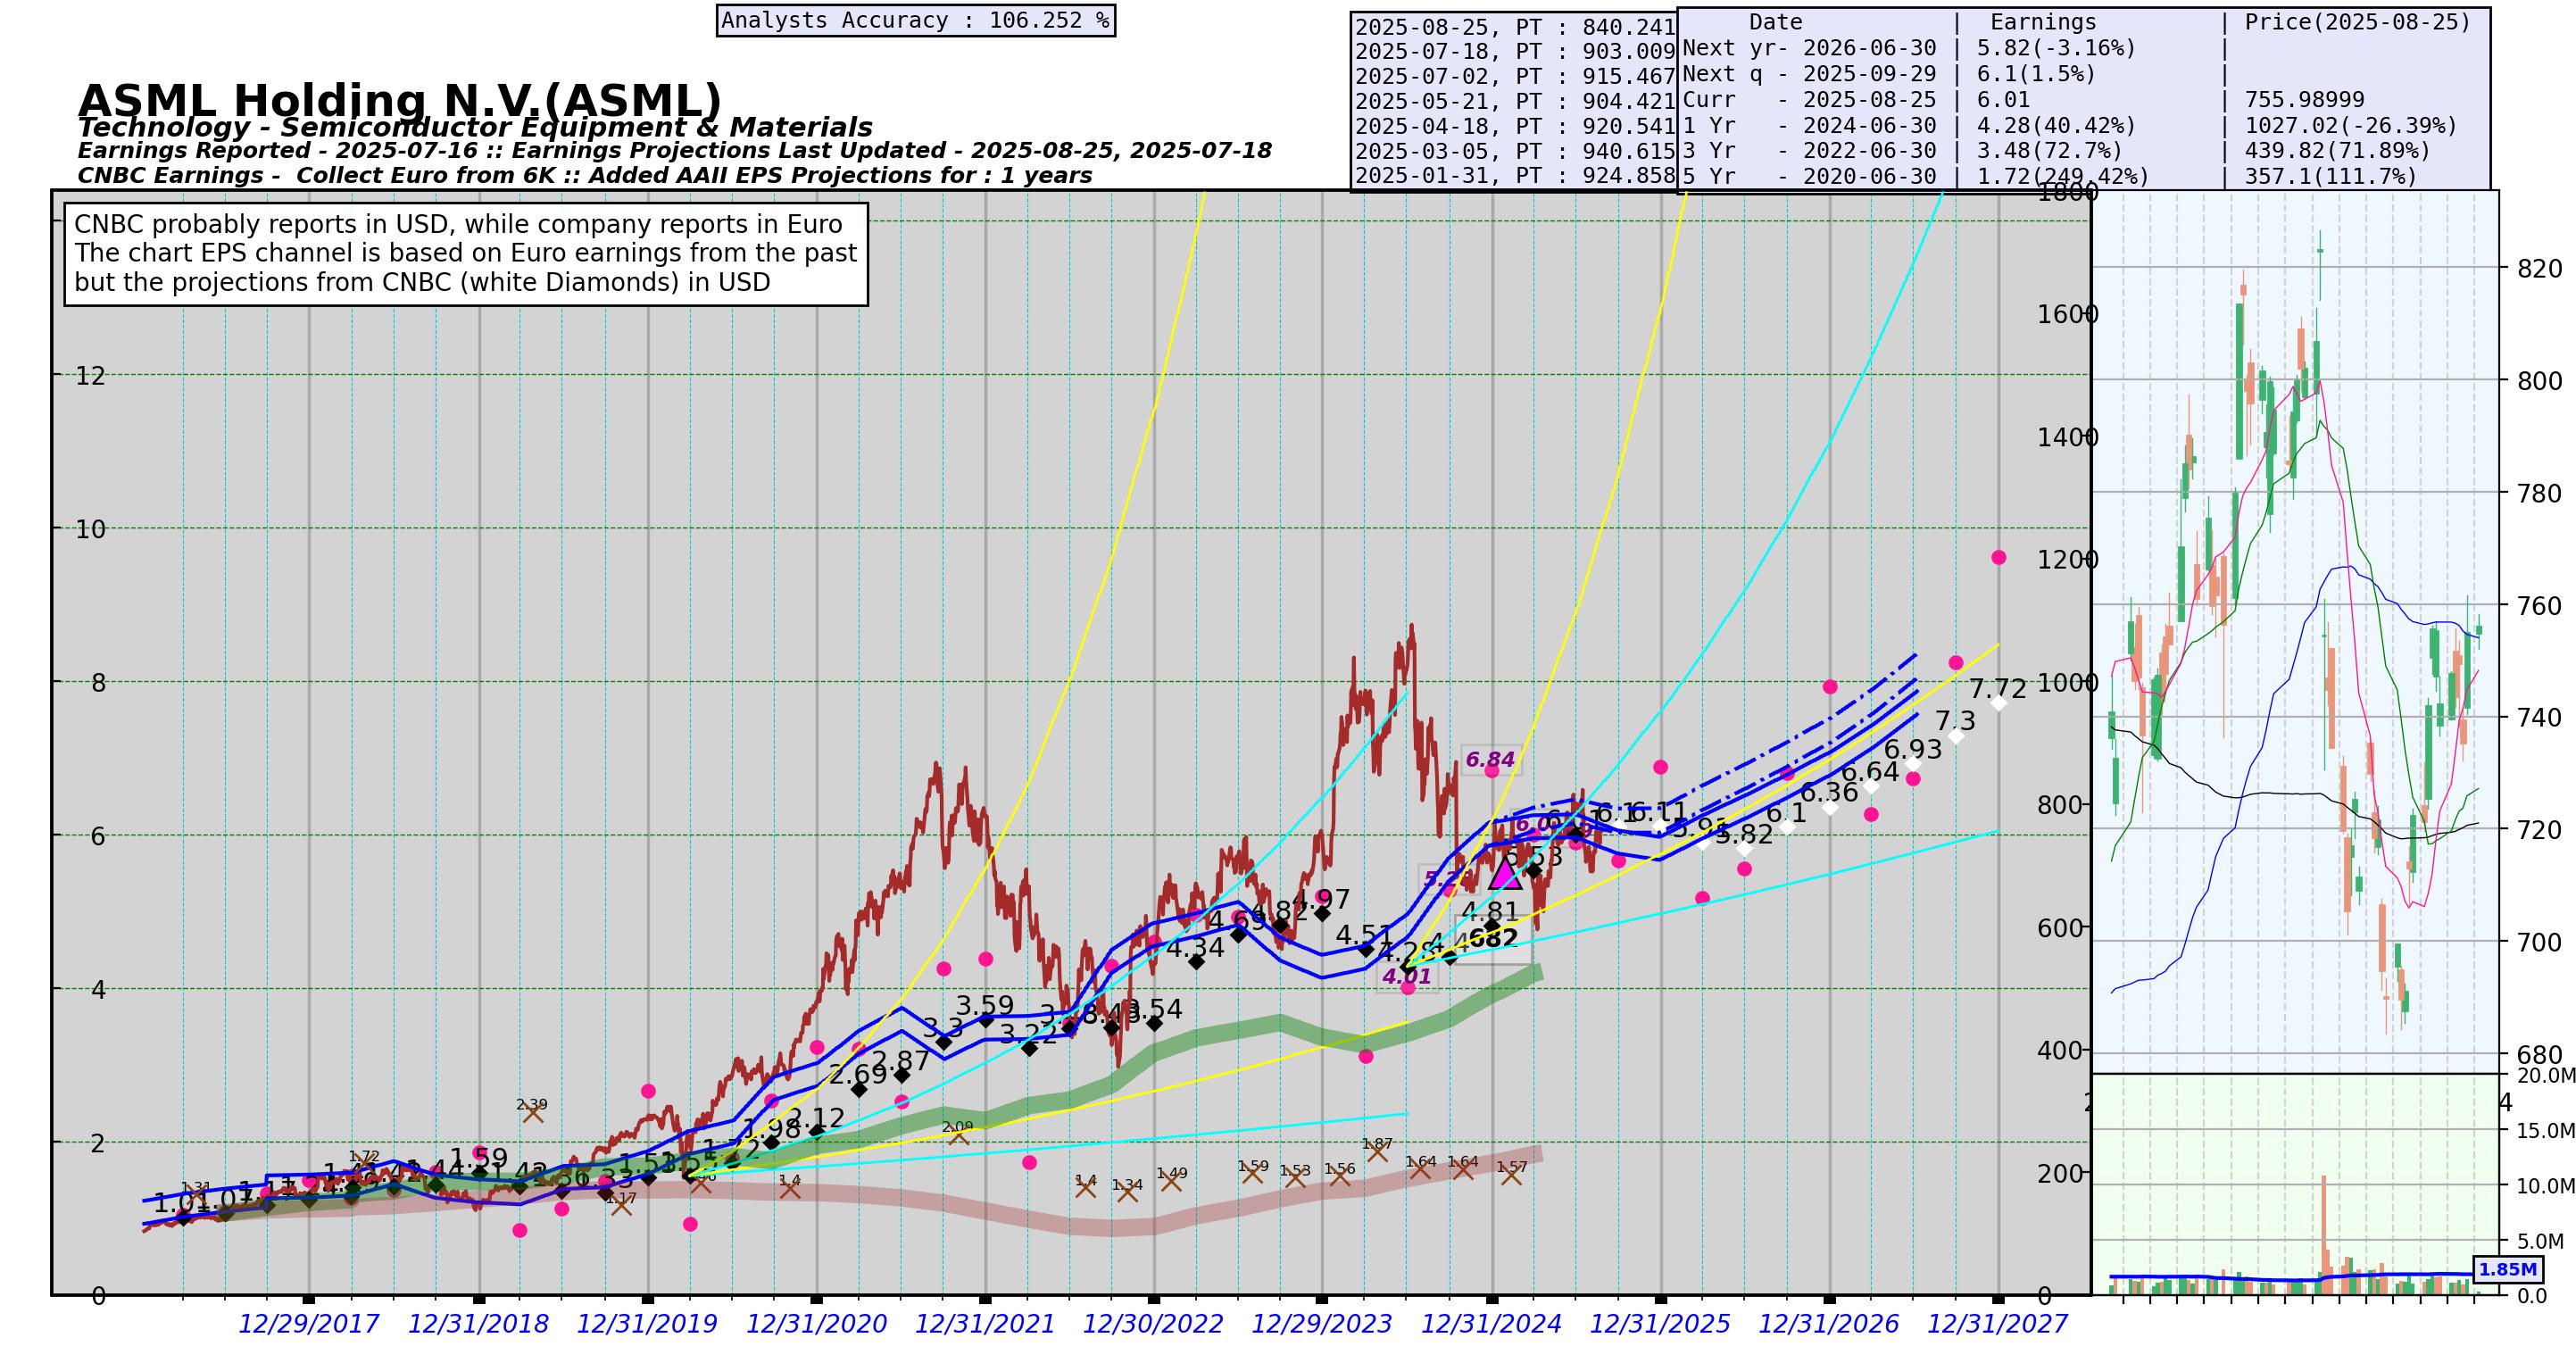 Analysts Accuracy : 106.252 %
2025-08-25, PT : 840.241
2025-07-18, PT : 903.009
2025-07-02, PT : 915.467
2025-05-21, PT : 904.421
2025-04-18, PT : 920.541
2025-03-05, PT : 940.615
2025-01-31, PT : 924.858
Date | Earnings | Price(2025-08-25)
Next yr- 2026-06-30 | 5.82(-3.16%) |
Next q - 2025-09-29 | 6.1(1.5%) |
Curr - 2025-08-25 | 6.01 | 755.98999
1 Yr - 2024-06-30 | 4.28(40.42%) | 1027.02(-26.39%)
3 Yr - 2022-06-30 | 3.48(72.7%) | 439.82(71.89%)
5 Yr - 2020-06-30 | 1.72(249.42%) | 357.1(111.7%)
ASML Holding N.V.(ASML)
Technology - Semiconductor Equipment & Materials
Earnings Reported - 2025-07-16 :: Earnings Projections Last Updated - 2025-08-25, 2025-07-18
CNBC Earnings - Collect Euro from 6K :: Added AAII EPS Projections for : 1 years
CNBC probably reports in USD, while company reports in Euro
The chart EPS channel is based on Euro earnings from the past
but the projections from CNBC (white Diamonds) in USD
12
10
8
6
4
2
0
1800
1600
1400
1200
1000
800
600
400
200
0
820
800
780
760
740
720
700
680
20.0M
15.0M
10.0M
5.0M
0.0
1.85M
7.72
7.3
6.93
6.64
6.36
6.1
5.82
6.11
6.84
4.81
682
4.01
4.28
4.51
4.97
4.82
4.69
4.34
3.54
3.22
3.59
3.3
2.87
2.69
2.12
1.98
1.59
2.39
1.72
1.31
1.17
1.4
2.09
1.4
1.34
1.49
1.59
1.53
1.56
1.87
1.64
1.64
1.57
12/29/2017
12/31/2018
12/31/2019
12/31/2020
12/31/2021
12/30/2022
12/29/2023
12/31/2024
12/31/2025
12/31/2026
12/31/2027